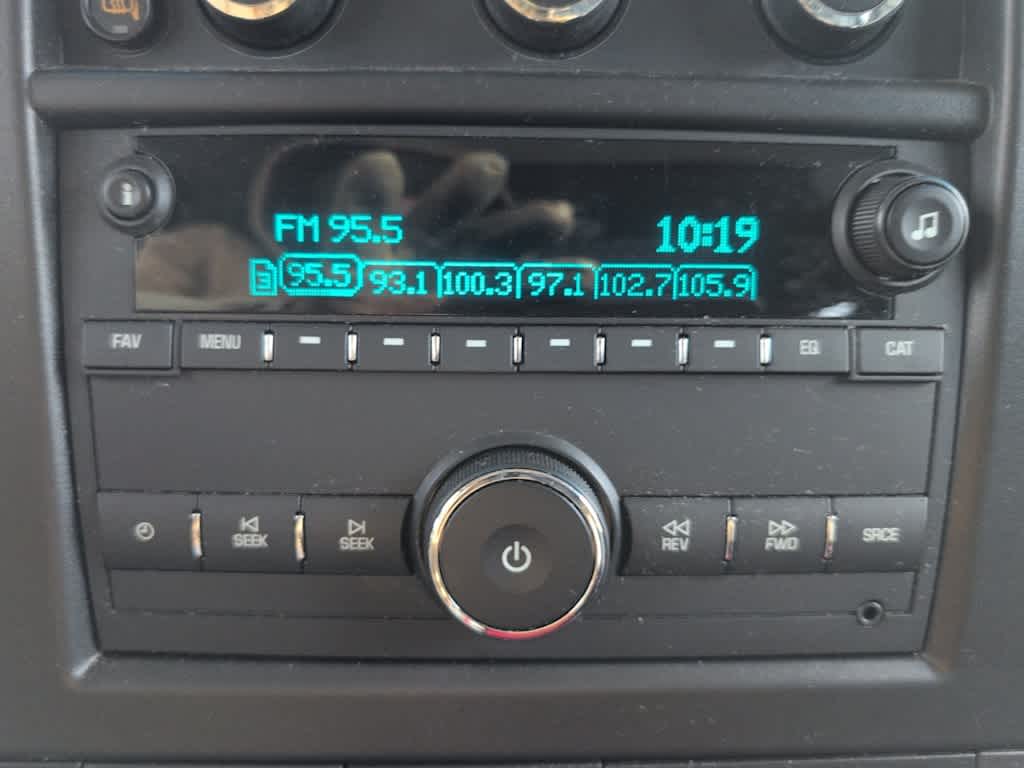 FM 95.5 10:19
3 95.5 93.1 100.3 97.1 102.7 105.9
FAV MENU EQ CAT
SEEK SEEK REV FWD SRCE